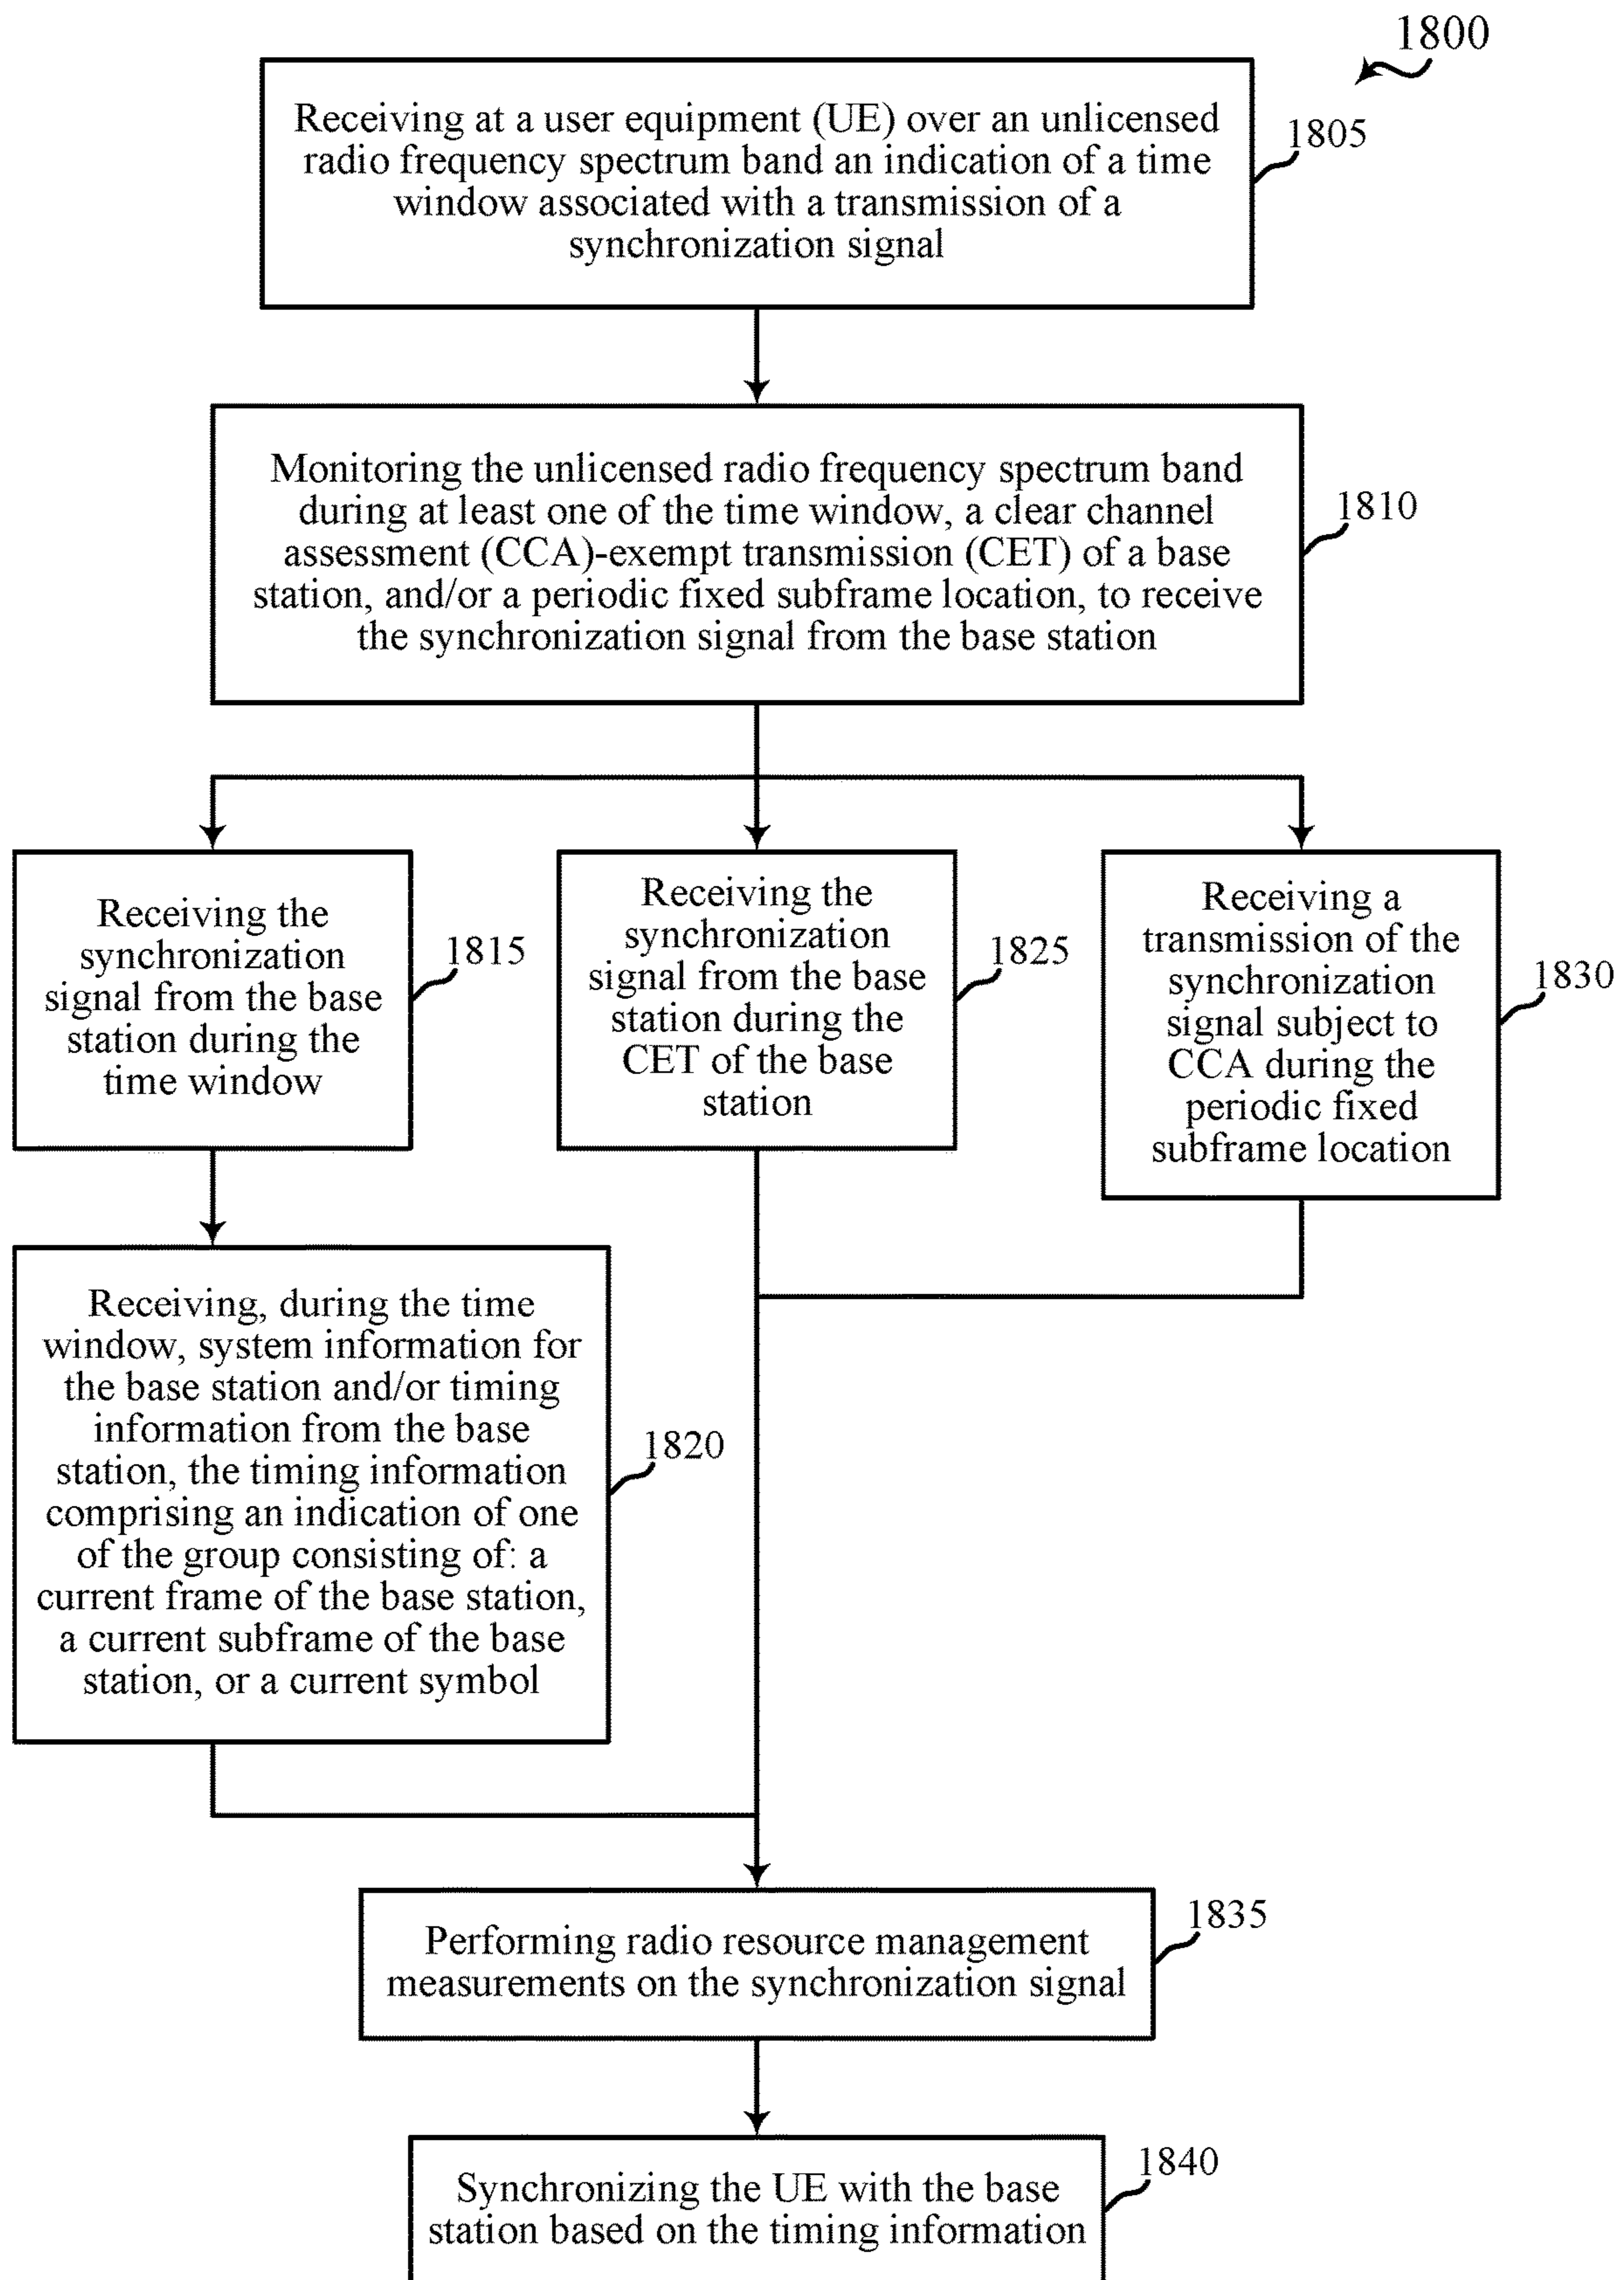 1800
Receiving at a user equipment (UE) over an unlicensed
radio frequency spectrum band an indication of a time
window associated with a transmission of a
synchronization signal
1805
Monitoring the unlicensed radio frequency spectrum band
during at least one of the time window, a clear channel
assessment (CCA)-exempt transmission (CET) of a base
station, and/or a periodic fixed subframe location, to receive
the synchronization signal from the base station
1810
Receiving the
synchronization
signal from the base
station during the
time window
1815
Receiving the
synchronization
signal from the base
station during the
CET of the base
station
1825
Receiving a
transmission of the
synchronization
signal subject to
CCA during the
periodic fixed
subframe location
1830
Receiving, during the time
window, system information for
the base station and/or timing
information from the base
station, the timing information
comprising an indication of one
of the group consisting of: a
current frame of the base station,
a current subframe of the base
station, or a current symbol
1820
Performing radio resource management
measurements on the synchronization signal
1835
Synchronizing the UE with the base
station based on the timing information
1840